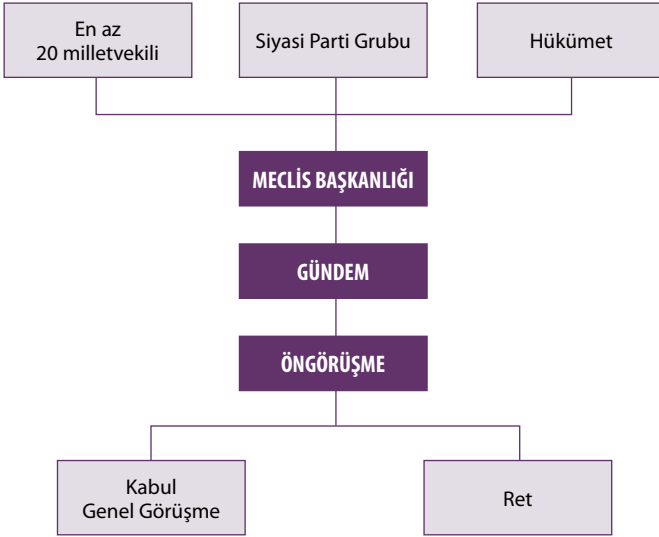 En az
20 milletvekili
Siyasi Parti Grubu
Hükümet
MECLİS BAŞKANLIĞI
GÜNDEM
ÖNGÖRÜŞME
Kabul
Genel Görüşme
Ret